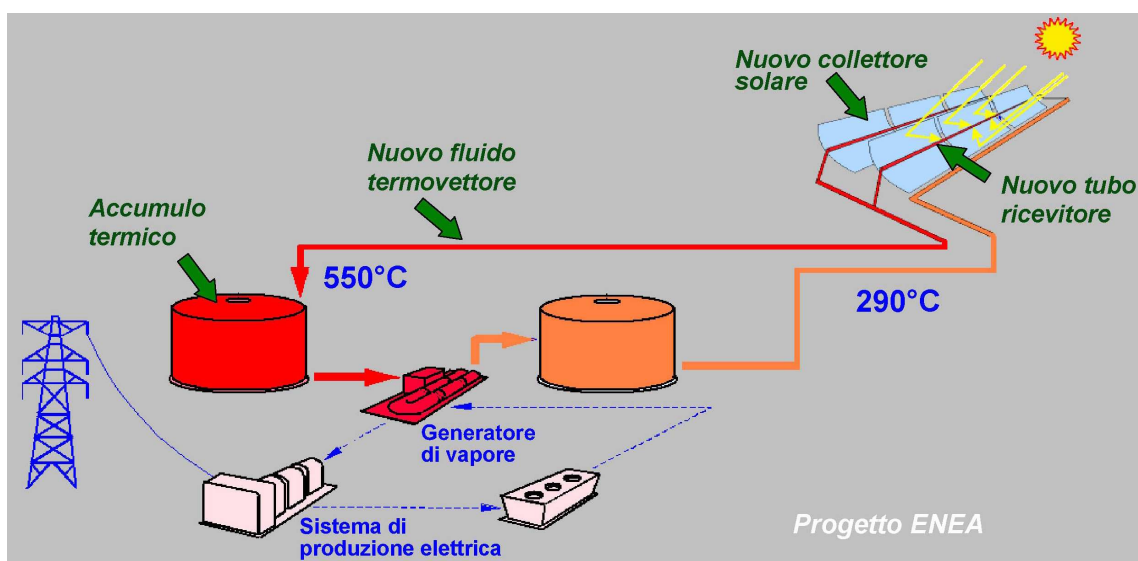 Nuovo collettore
solare
Nuovo fluido
termovettore
Nuovo tubo
ricevitore
Accumulo
termico
550°C
290°C
Generatore
di vapore
Sistema di
produzione elettrica
Progetto ENEA